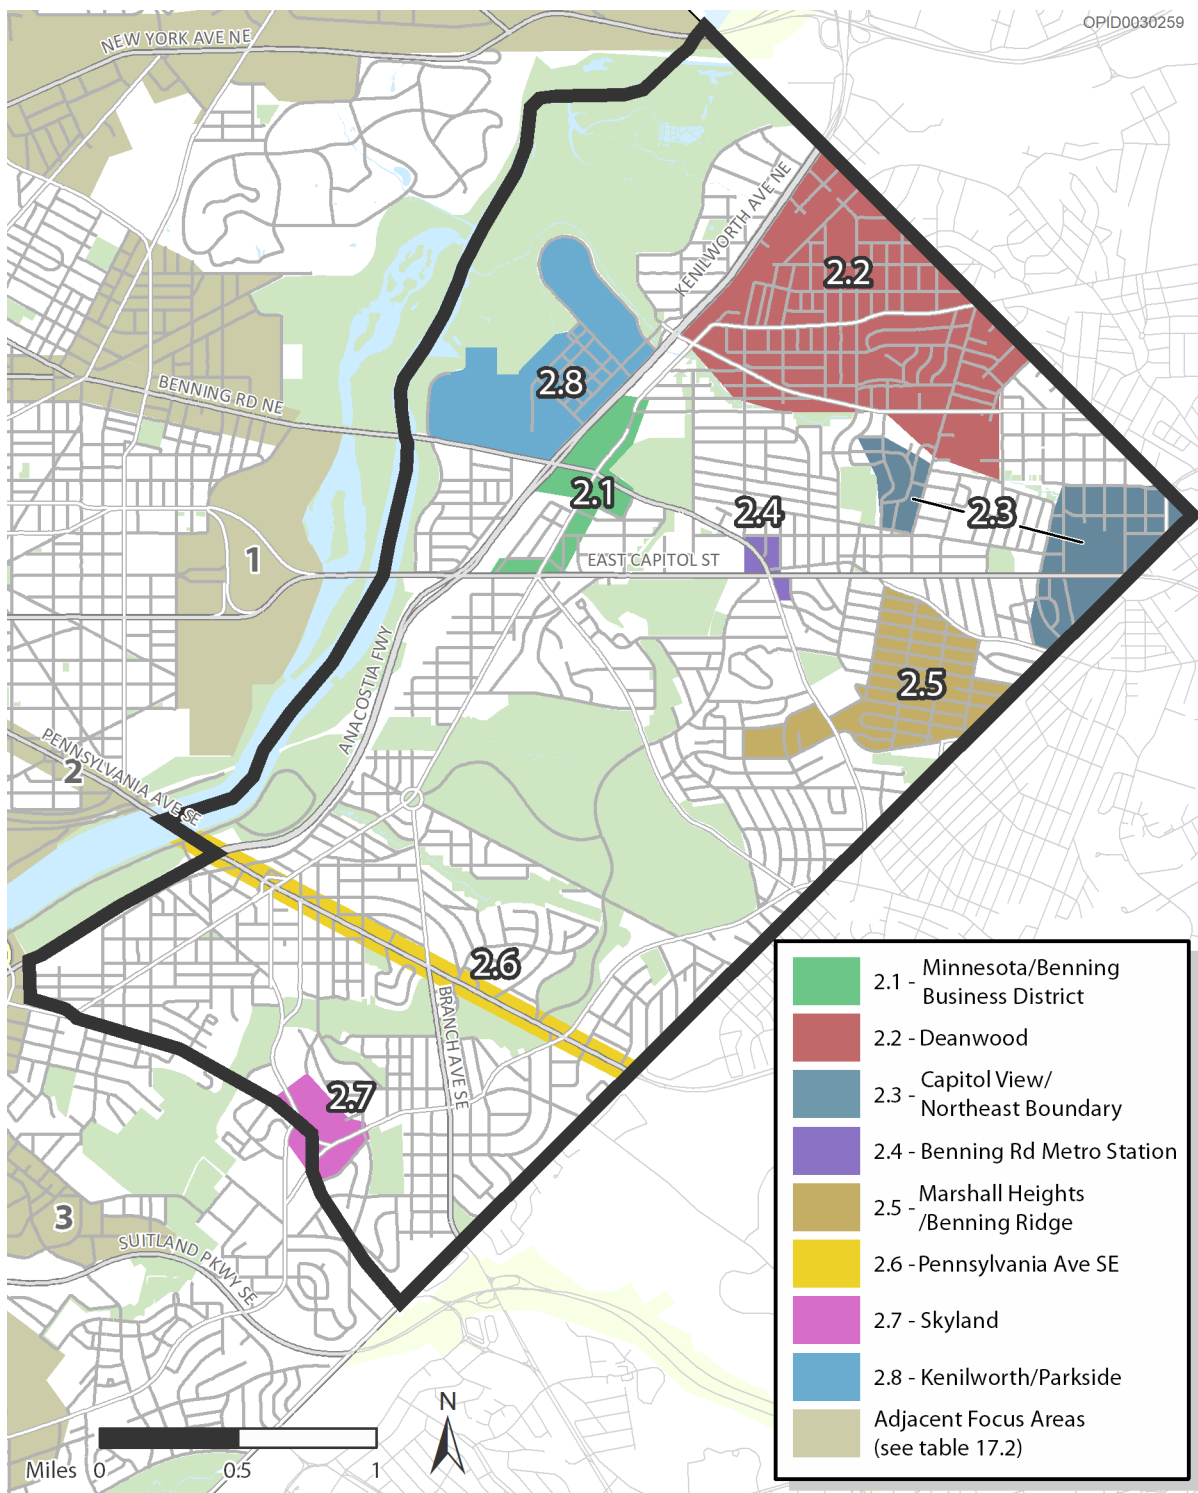 OPID0030259
NEW YORK AVE NE
KENILWORTH AVE NE
2.2
BENNING RD NE
2.8
2.1
2.4
2.3
1
EAST CAPITOL ST
ANACOSTIA FWY
2.5
PENNSYLVANIA AVE SE
2
2.6
BRANCH AVE SE
2.7
3
SUITLAND PKWY SE
N
Miles 0 0.5 1
2.1 - Minnesota/Benning
Business District
2.2 - Deanwood
2.3 - Capitol View/
Northeast Boundary
2.4 - Benning Rd Metro Station
2.5 - Marshall Heights
/Benning Ridge
2.6 - Pennsylvania Ave SE
2.7 - Skyland
2.8 - Kenilworth/Parkside
Adjacent Focus Areas
(see table 17.2)